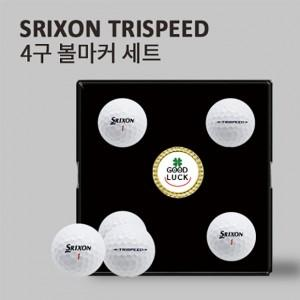 SRIXON TRISPEED
4구 볼마커 세트
SRIXON
TRISPEED
GOOD
LUCK
SRIXON
TRISPEED
SRIXON